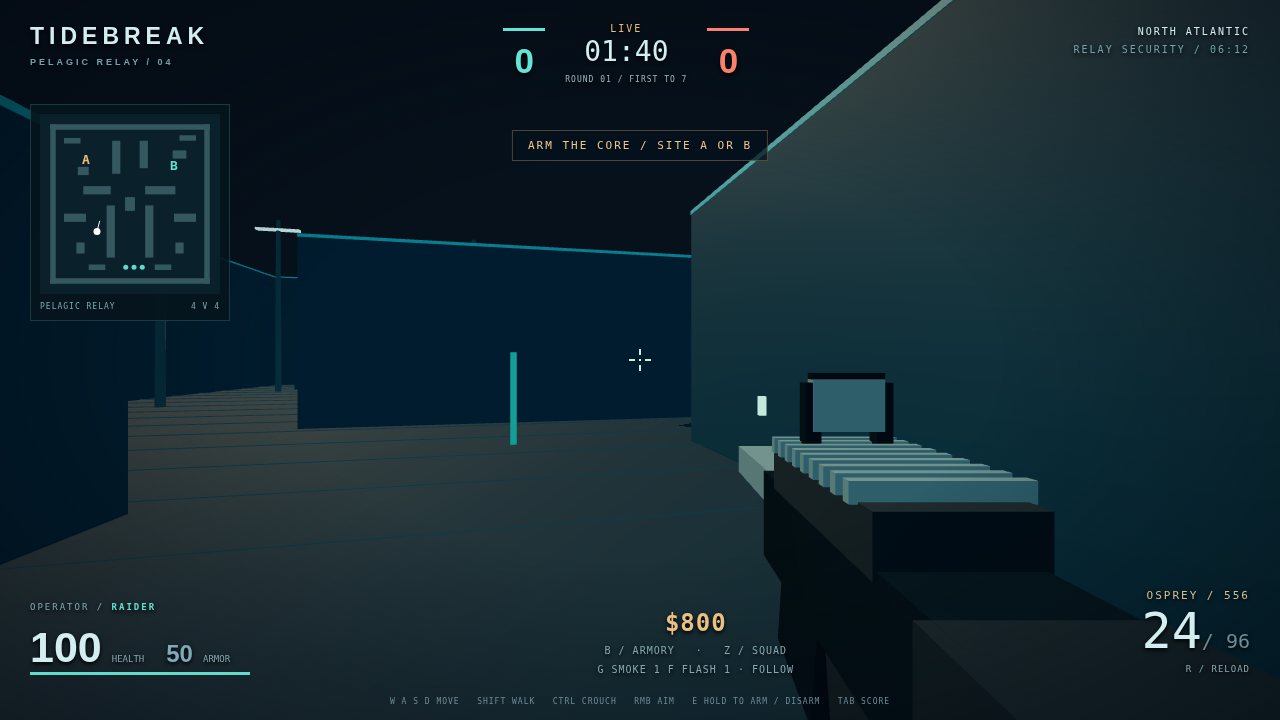 TIDEBREAK
PELAGIC RELAY / 04
LIVE
0 01:40 0
ROUND 01 / FIRST TO 7
NORTH ATLANTIC
RELAY SECURITY / 06:12
ARM THE CORE / SITE A OR B
A
B
PELAGIC RELAY 4 V 4
OPERATOR / RAIDER
100 HEALTH 50 ARMOR
$800
B / ARMORY · Z / SQUAD
G SMOKE 1 F FLASH 1 · FOLLOW
OSPREY / 556
24 / 96
R / RELOAD
W A S D MOVE SHIFT WALK CTRL CROUCH RMB AIM E HOLD TO ARM / DISARM TAB SCORE